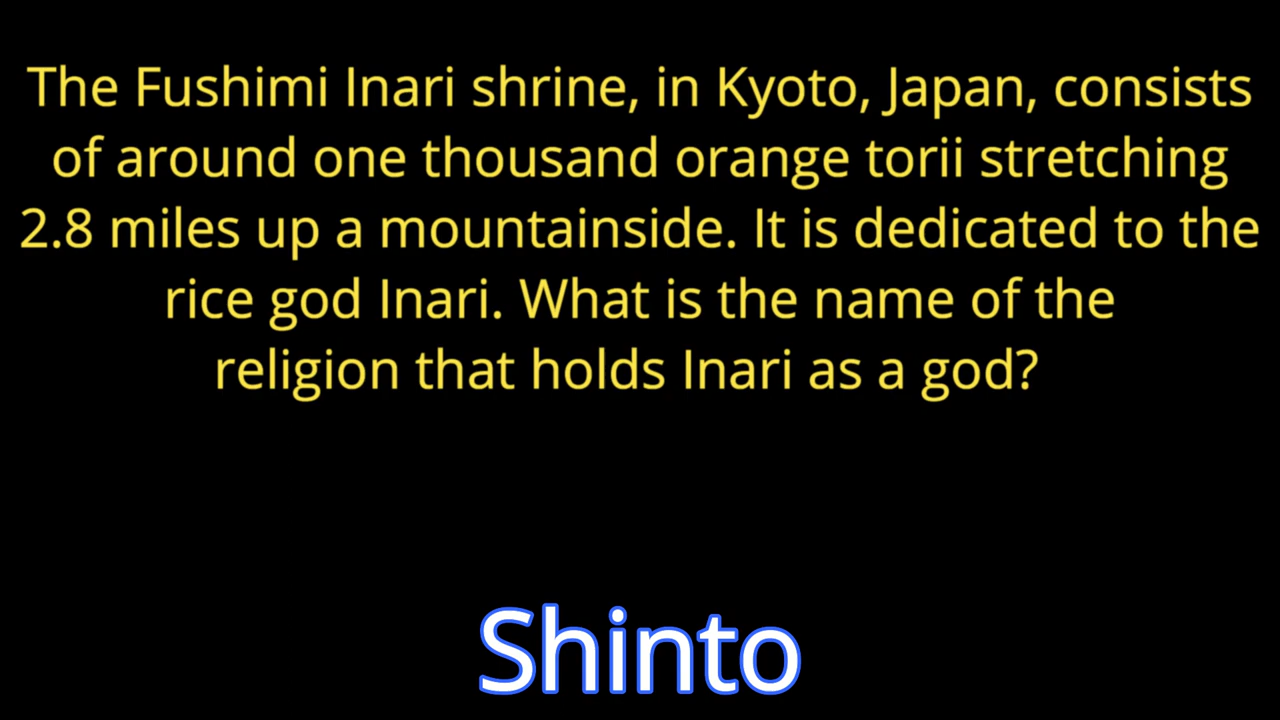 The Fushimi Inari shrine, in Kyoto, Japan, consists
of around one thousand orange torii stretching
2.8 miles up a mountainside. It is dedicated to the
rice god Inari. What is the name of the
religion that holds Inari as a god?
Shinto